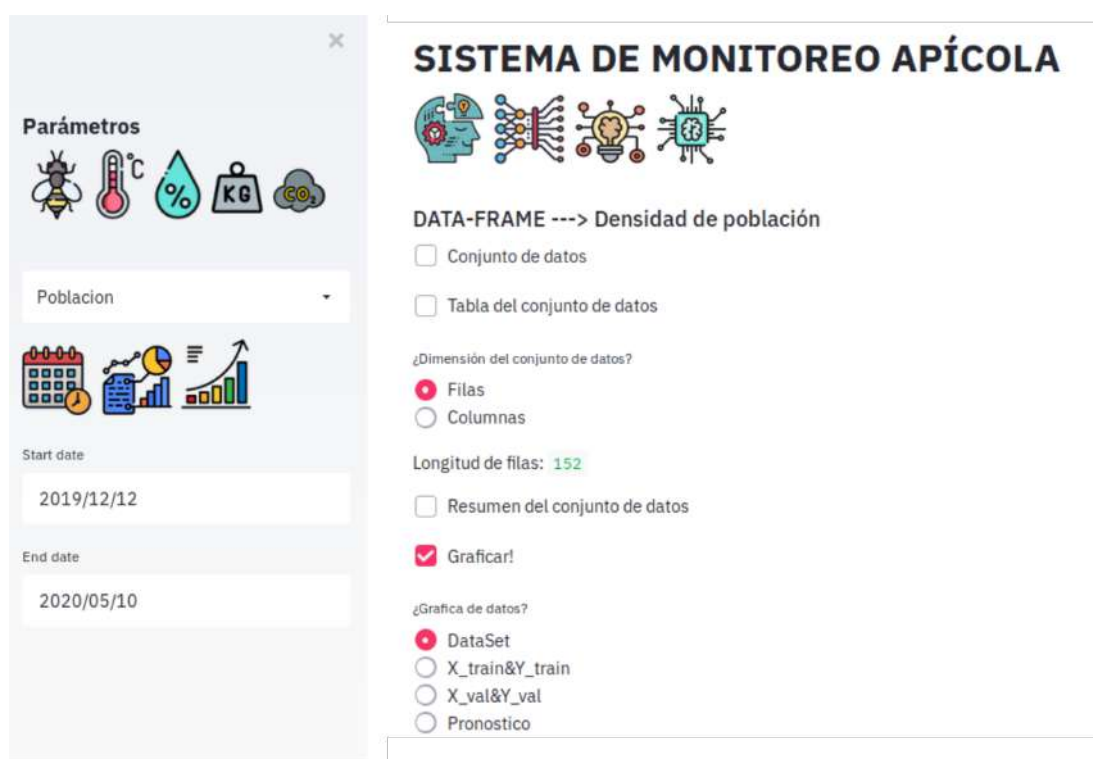 ×
Parámetros
°C
%
KG
CO₂
Poblacion
Start date
2019/12/12
End date
2020/05/10
SISTEMA DE MONITOREO APÍCOLA
DATA-FRAME ---> Densidad de población
Conjunto de datos
Tabla del conjunto de datos
¿Dimensión del conjunto de datos?
Filas
Columnas
Longitud de filas: 152
Resumen del conjunto de datos
Graficar!
¿Grafica de datos?
DataSet
X_train&Y_train
X_val&Y_val
Pronostico